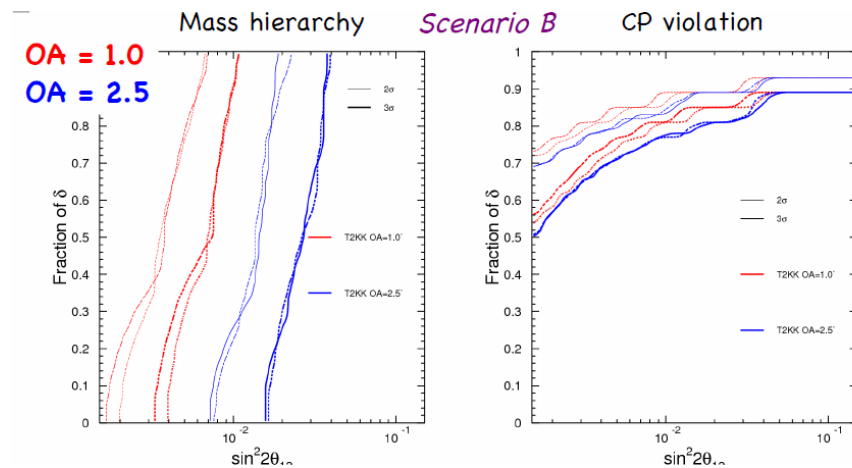 Mass hierarchy
Scenario B
CP violation
OA = 1.0
OA = 2.5
Fraction of δ
0.8
0.7
0.6
0.5
0.4
0.3
0.2
0.1
0
2σ
3σ
T2KK OA=1.0°
T2KK OA=2.5°
10⁻²
10⁻¹
sin²2θ₁₃
Fraction of δ
1
0.9
0.8
0.7
0.6
0.5
0.4
0.3
0.2
0.1
0
2σ
3σ
T2KK OA=1.0°
T2KK OA=2.5°
10⁻²
10⁻¹
sin²2θ₁₃